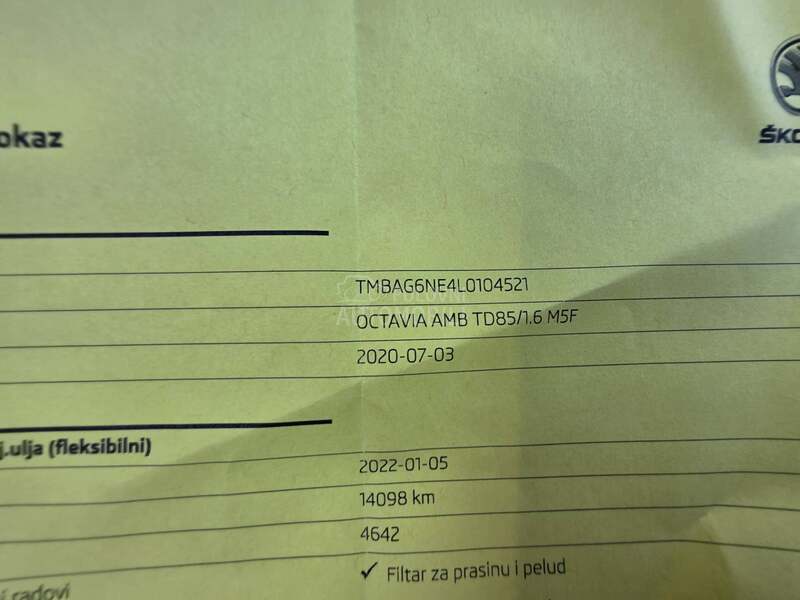 okaz
ŠKO
TMBAG6NE4L0104521
OCTAVIA AMB TD85/1.6 M5F
2020-07-03
j.ulja (fleksibilni)
2022-01-05
14098 km
4642
✓ Filtar za prasinu i pelud
i radovi